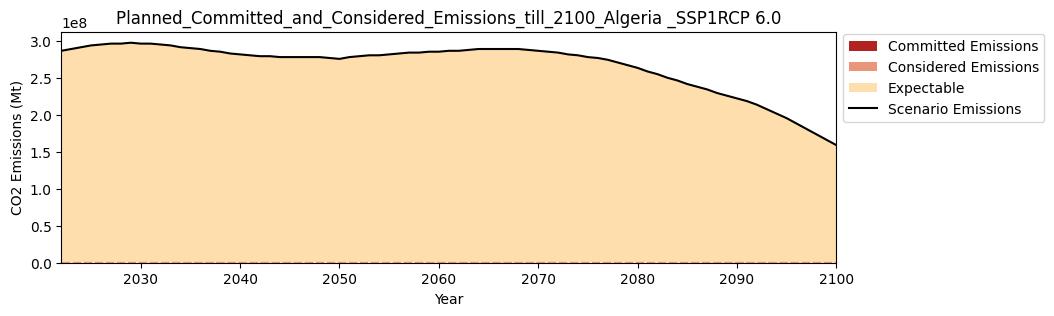 Planned_Committed_and_Considered_Emissions_till_2100_Algeria _SSP1RCP 6.0
1e8
3.0
2.5
2.0
1.5
1.0
0.5
0.0
CO2 Emissions (Mt)
2030 2040 2050 2060 2070 2080 2090 2100
Year
Committed Emissions
Considered Emissions
Expectable
Scenario Emissions